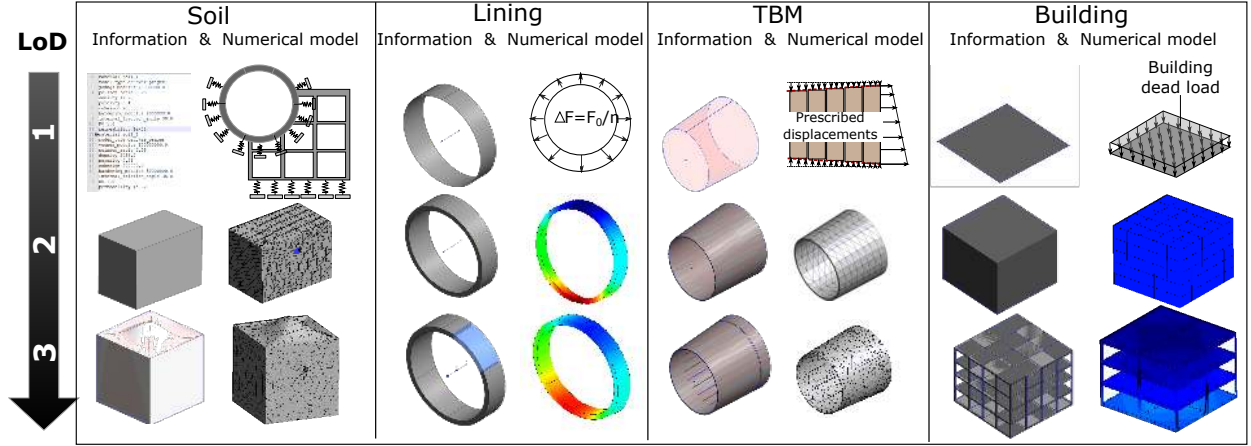 Soil
Lining
TBM
Building
LoD
Information & Numerical model
Information & Numerical model
Information & Numerical model
Information & Numerical model
Building
dead load
1
ΔF=F₀/n
Prescribed
displacements
2
3